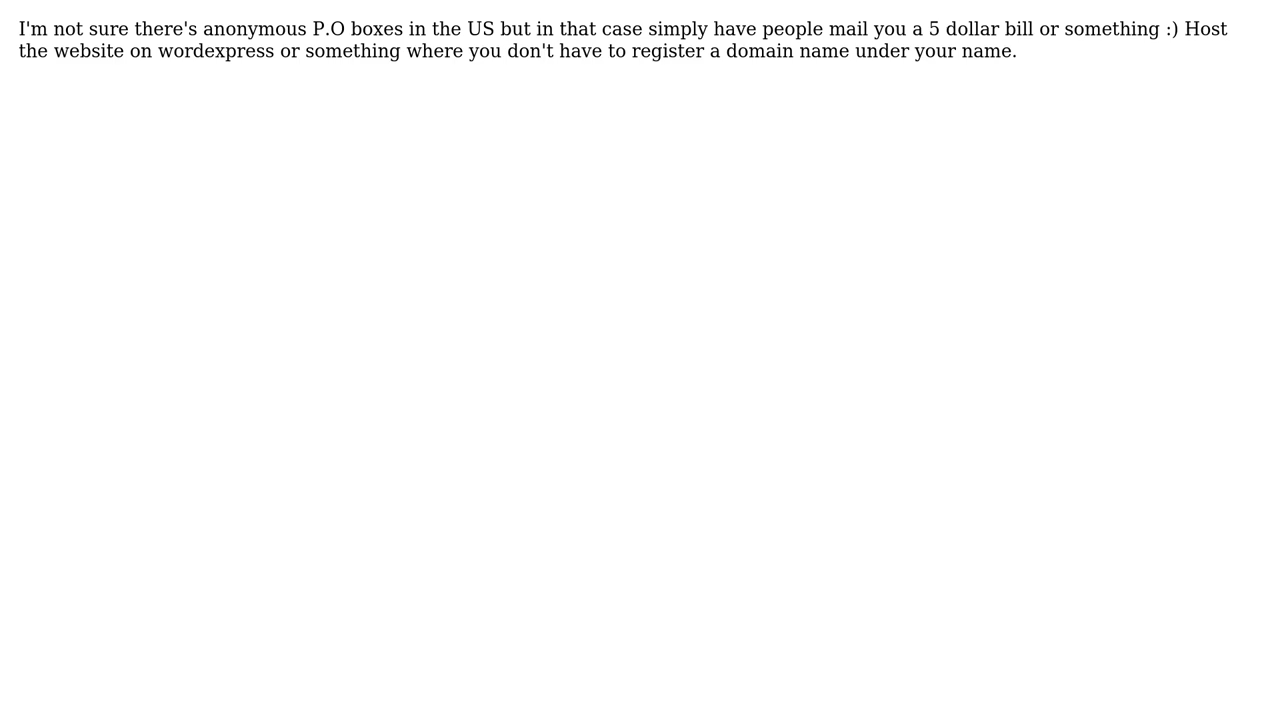 I'm not sure there's anonymous P.O boxes in the US but in that case simply have people mail you a 5 dollar bill or something :) Host
the website on wordexpress or something where you don't have to register a domain name under your name.